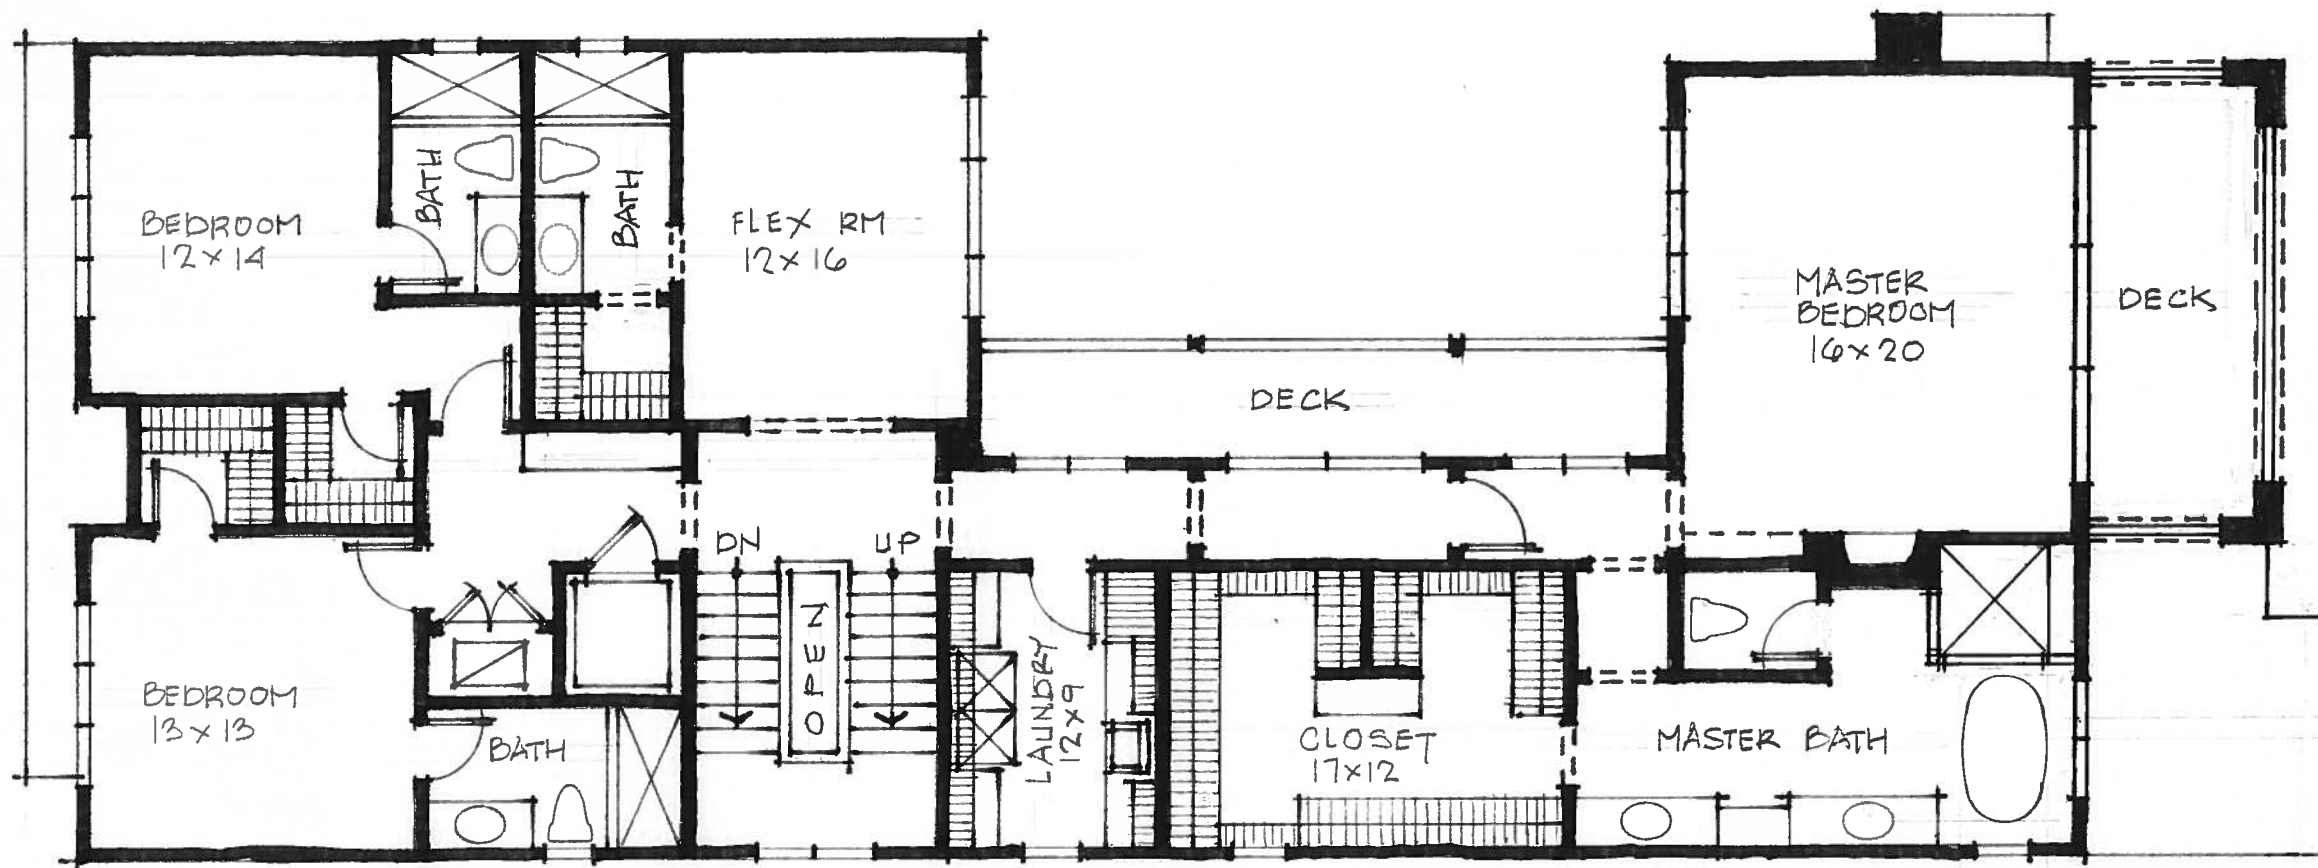 BEDROOM
12×14
BATH
BATH
FLEX RM
12×16
MASTER
BEDROOM
16×20
DECK
DECK
DN
UP
OPEN
BEDROOM
13×13
BATH
LAUNDRY
12×9
CLOSET
17×12
MASTER BATH